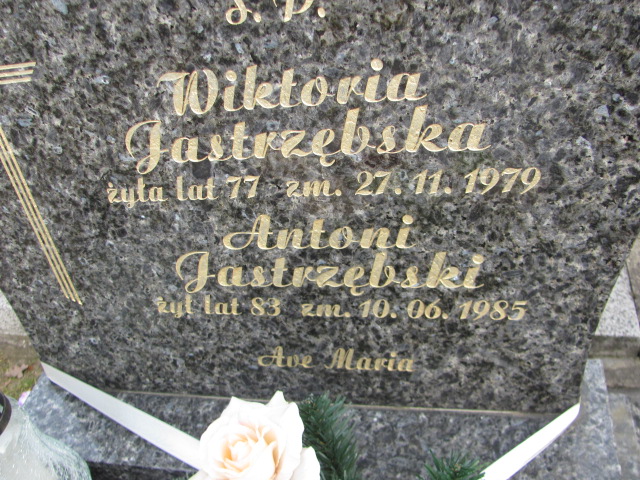 Ś. P.
Wiktoria
Jastrzębska
żyła lat 77 zm. 27.11.1979
Antoni
Jastrzębski
żył lat 83 zm. 10.06.1985
Ave Maria